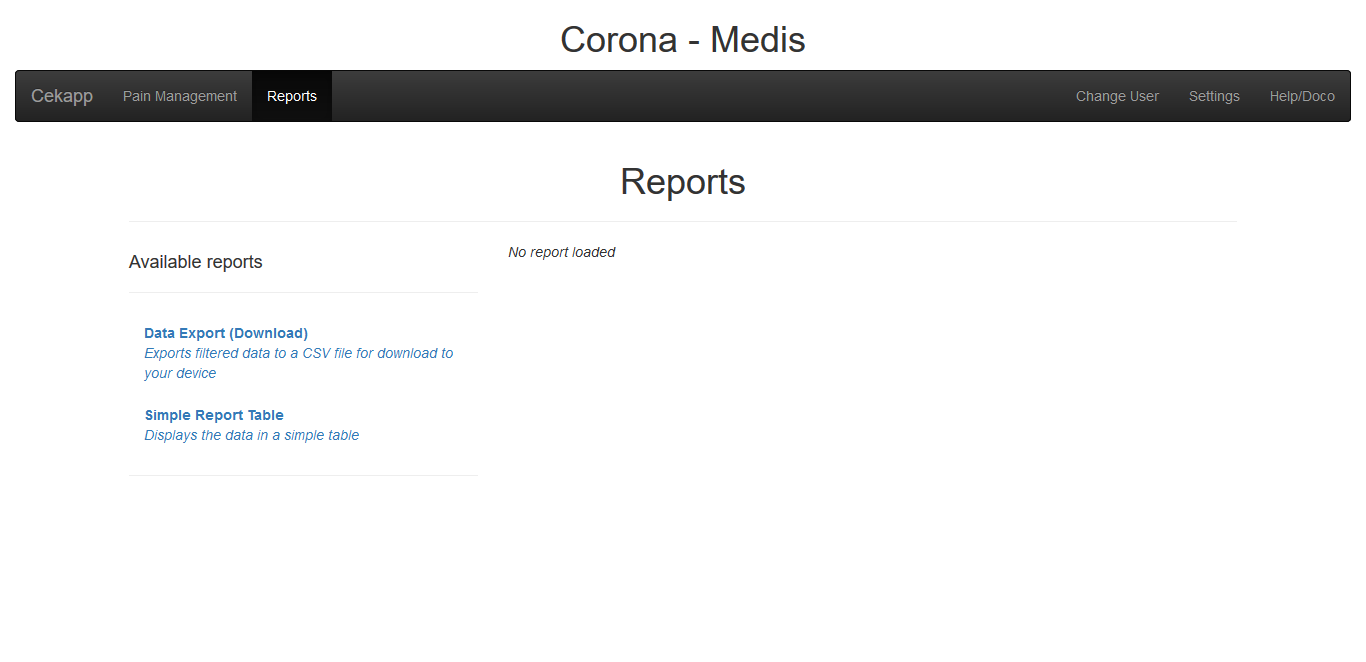 Corona - Medis
Cekapp Pain Management Reports Change User Settings Help/Doco
Reports
Available reports
No report loaded
Data Export (Download)
Exports filtered data to a CSV file for download to
your device
Simple Report Table
Displays the data in a simple table